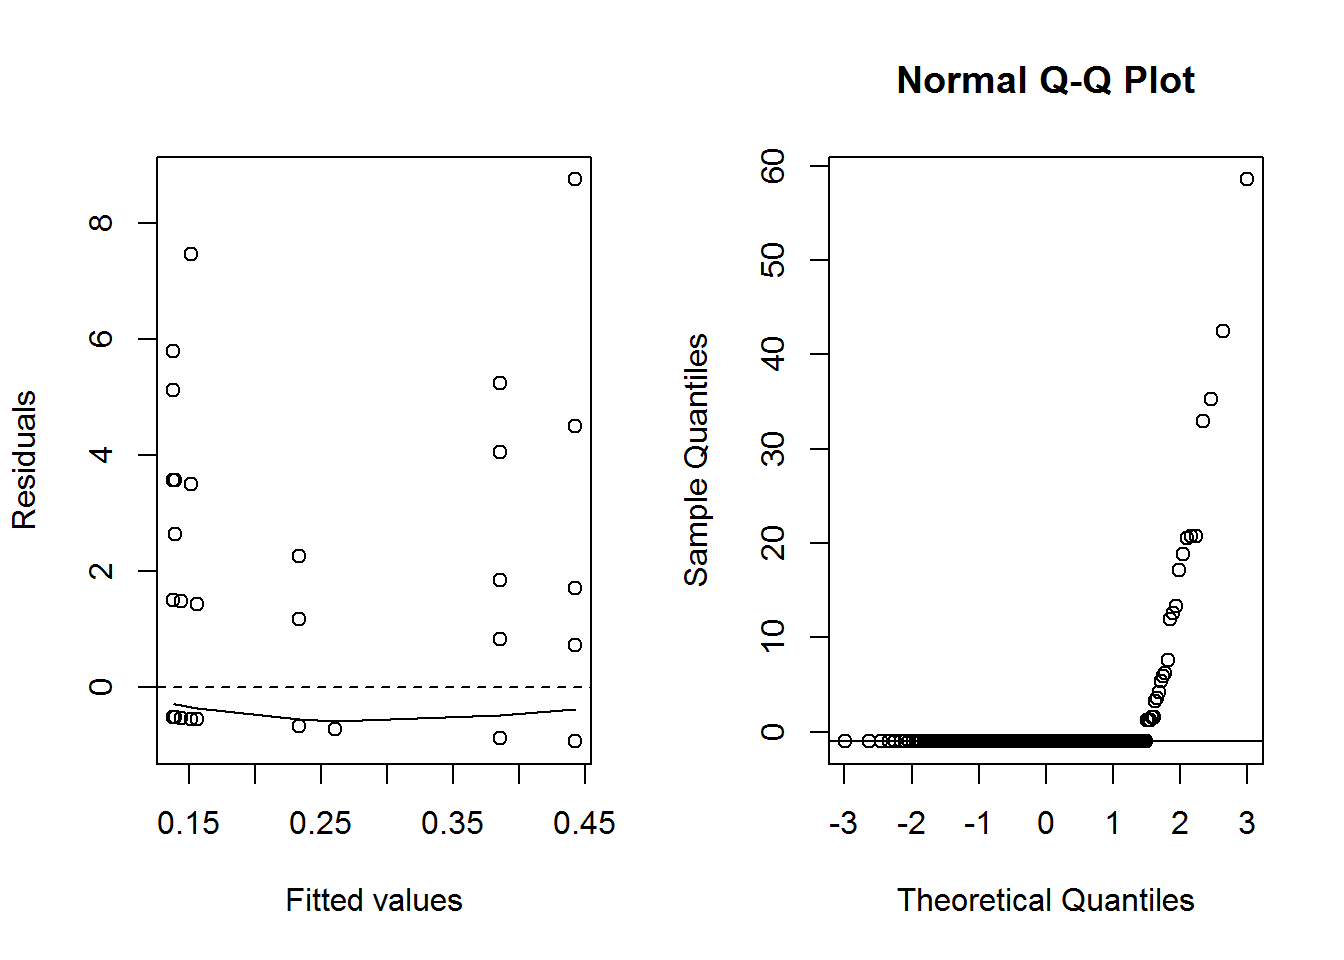 Residuals
8
6
4
2
0
0.15 0.25 0.35 0.45
Fitted values
Normal Q-Q Plot
Sample Quantiles
60
50
40
30
20
10
0
-3 -2 -1 0 1 2 3
Theoretical Quantiles